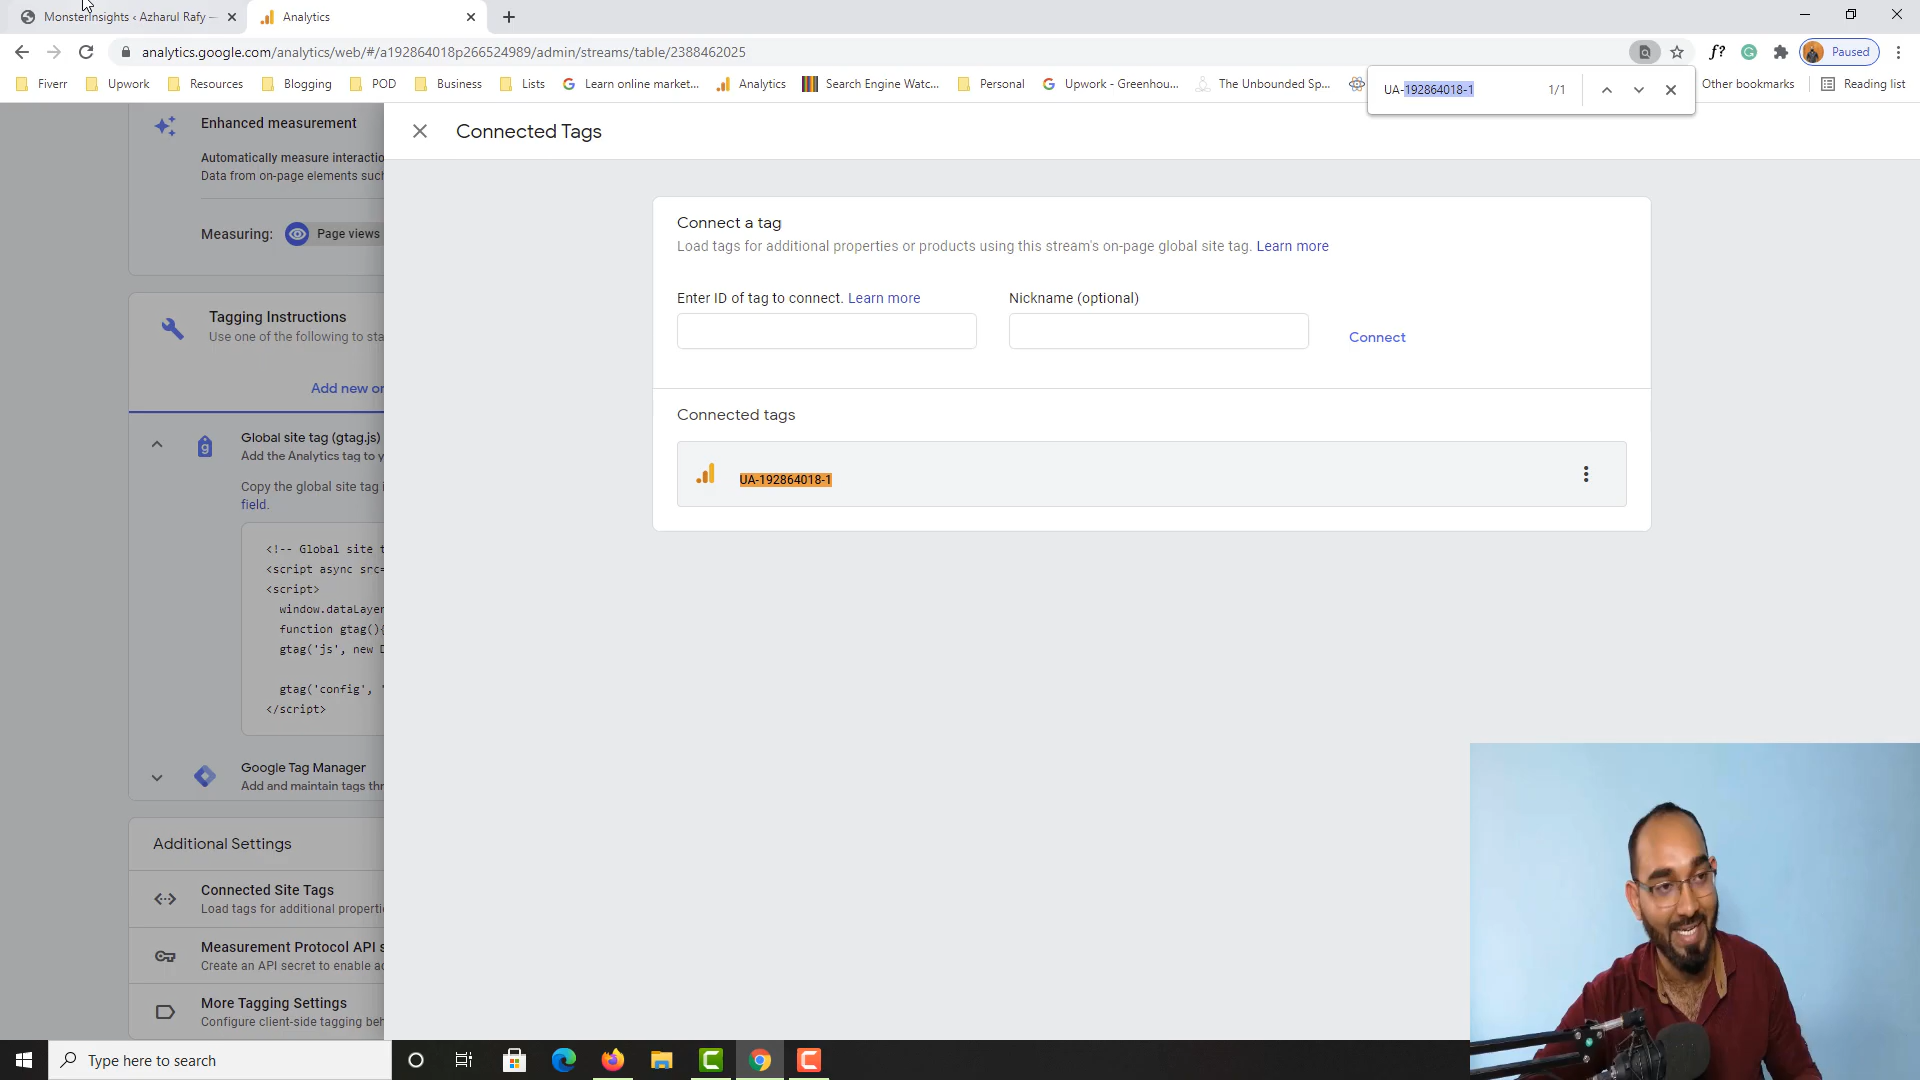 MonsterInsights ‹ Azharul Rafy —
Analytics
analytics.google.com/analytics/web/#/a192864018p266524989/admin/streams/table/2388462025
Paused
Fiverr
Upwork
Resources
Blogging
POD
Business
Lists
Learn online market...
Analytics
Search Engine Watc...
Personal
Upwork - Greenhou...
The Unbounded Sp...
Other bookmarks
Reading list
UA-192864018-1
1/1
Enhanced measurement
Automatically measure interactio
Data from on-page elements such
Measuring:
Page views
Tagging Instructions
Use one of the following to sta
Add new on
Global site tag (gtag.js)
Add the Analytics tag to y
Copy the global site tag i
field.
<!-- Global site t
<script async src=
<script>
window.dataLayer
function gtag(){
gtag('js', new D
gtag('config', '
</script>
Google Tag Manager
Add and maintain tags thr
Additional Settings
Connected Site Tags
Load tags for additional properti
Measurement Protocol API s
Create an API secret to enable ad
More Tagging Settings
Configure client-side tagging beh
Connected Tags
Connect a tag
Load tags for additional properties or products using this stream's on-page global site tag. Learn more
Enter ID of tag to connect. Learn more
Nickname (optional)
Connect
Connected tags
UA-192864018-1
Type here to search